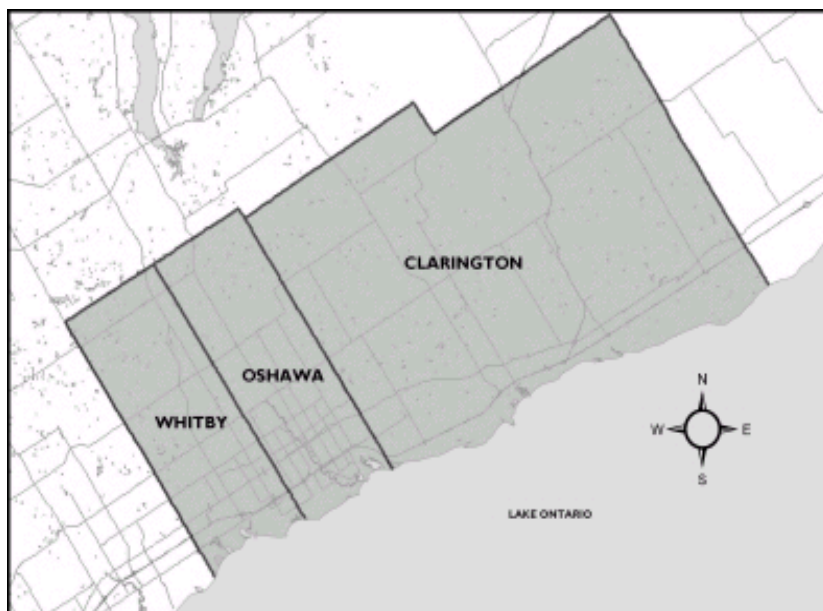 CLARINGTON
OSHAWA
WHITBY
N
W
E
S
LAKE ONTARIO